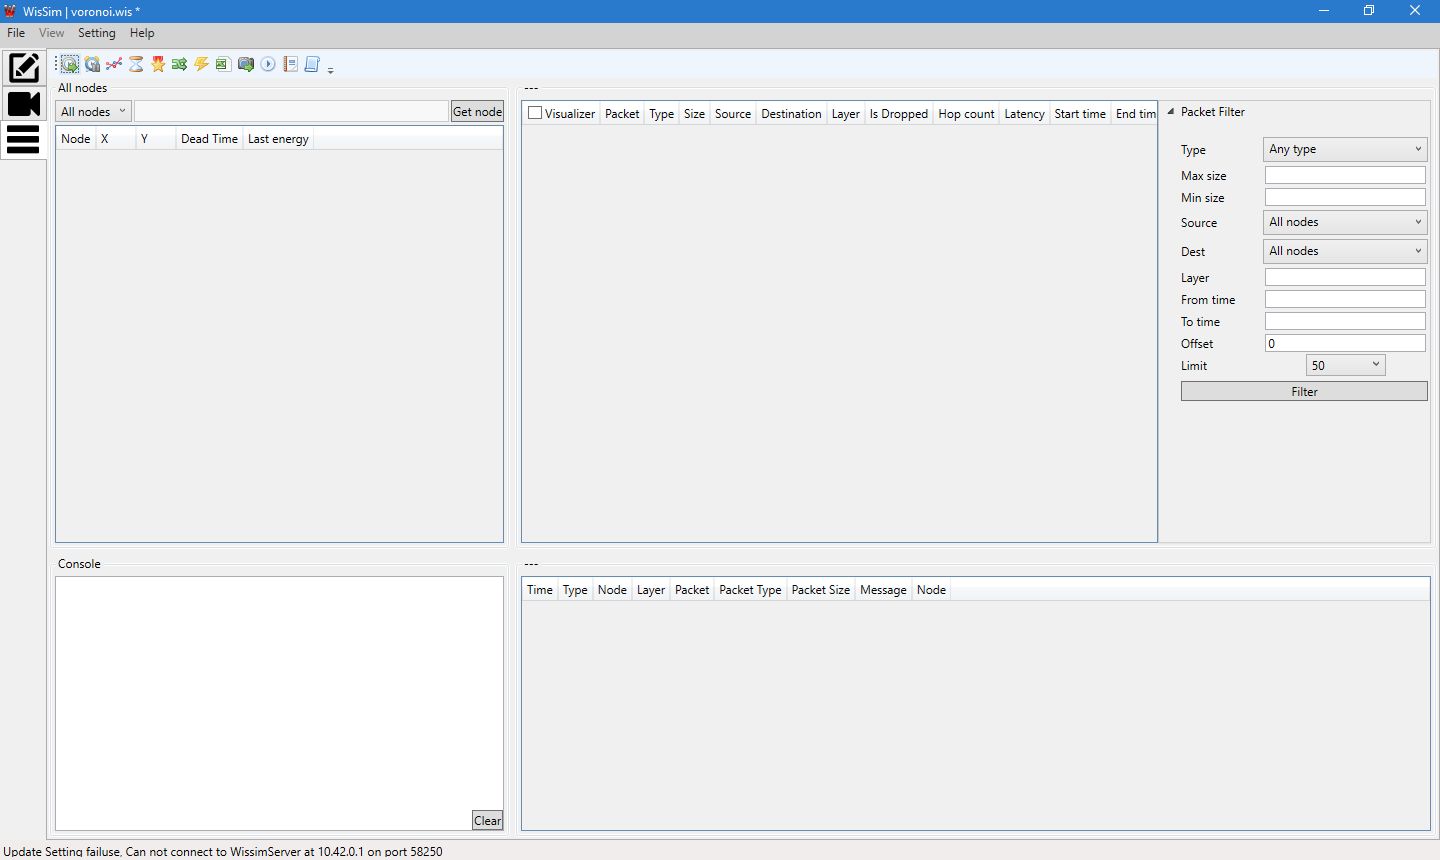 WisSim | voronoi.wis *
File View Setting Help
All nodes
All nodes
Get node
Node X Y Dead Time Last energy
---
Visualizer Packet Type Size Source Destination Layer Is Dropped Hop count Latency Start time End tim
Packet Filter
Type Any type
Max size
Min size
Source All nodes
Dest All nodes
Layer
From time
To time
Offset 0
Limit 50
Filter
Console
Clear
---
Time Type Node Layer Packet Packet Type Packet Size Message Node
Update Setting failuse, Can not connect to WissimServer at 10.42.0.1 on port 58250